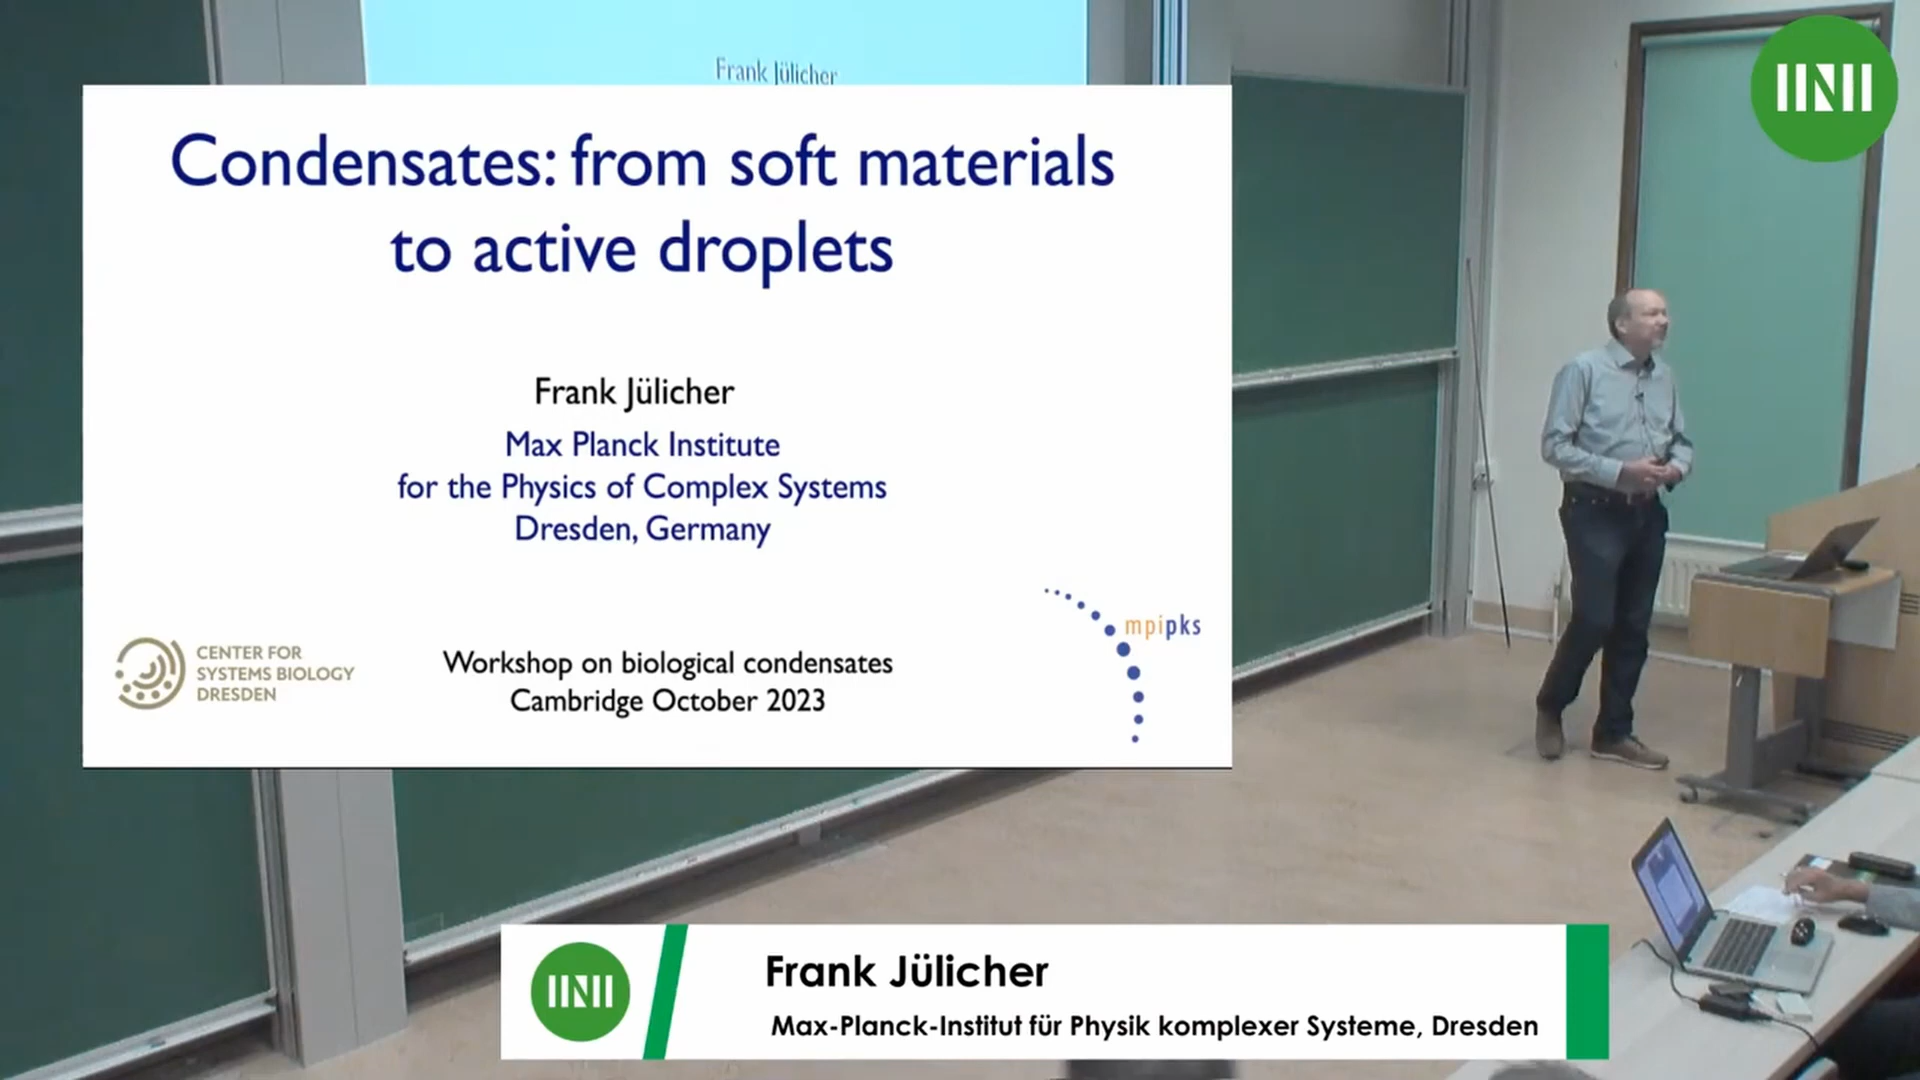 Frank Jülicher
Condensates: from soft materials
to active droplets
Frank Jülicher
Max Planck Institute
for the Physics of Complex Systems
Dresden, Germany
mpipks
CENTER FOR
SYSTEMS BIOLOGY
DRESDEN
Workshop on biological condensates
Cambridge October 2023
Frank Jülicher
Max-Planck-Institut für Physik komplexer Systeme, Dresden